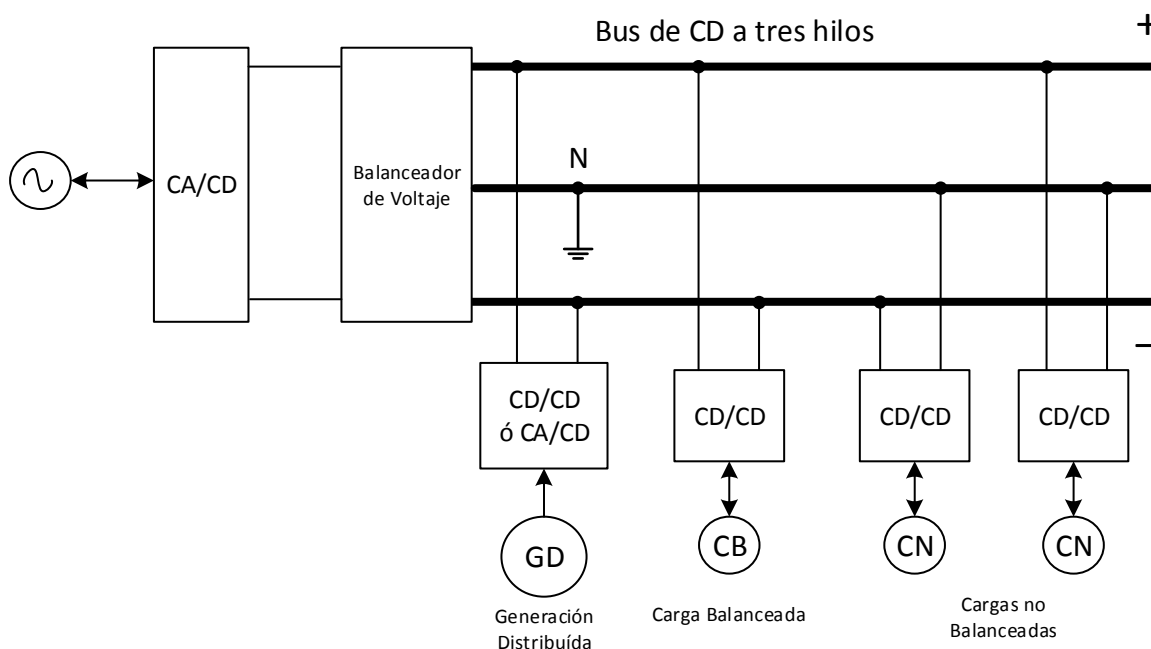 Bus de CD a tres hilos
+
CA/CD
Balanceador
de Voltaje
N
−
CD/CD
ó CA/CD
CD/CD
CD/CD
CD/CD
GD
CB
CN
CN
Generación
Distribuída
Carga Balanceada
Cargas no
Balanceadas